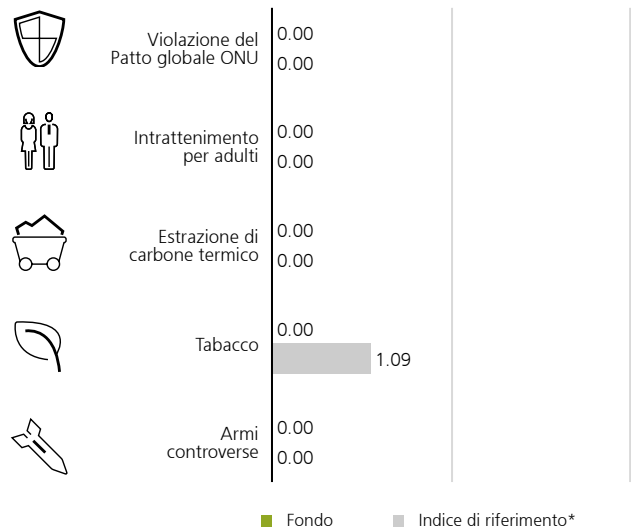 Violazione del
Patto globale ONU
0.00
0.00
Intrattenimento
per adulti
0.00
0.00
Estrazione di
carbone termico
0.00
0.00
Tabacco
0.00
1.09
Armi
controverse
0.00
0.00
Fondo
Indice di riferimento*